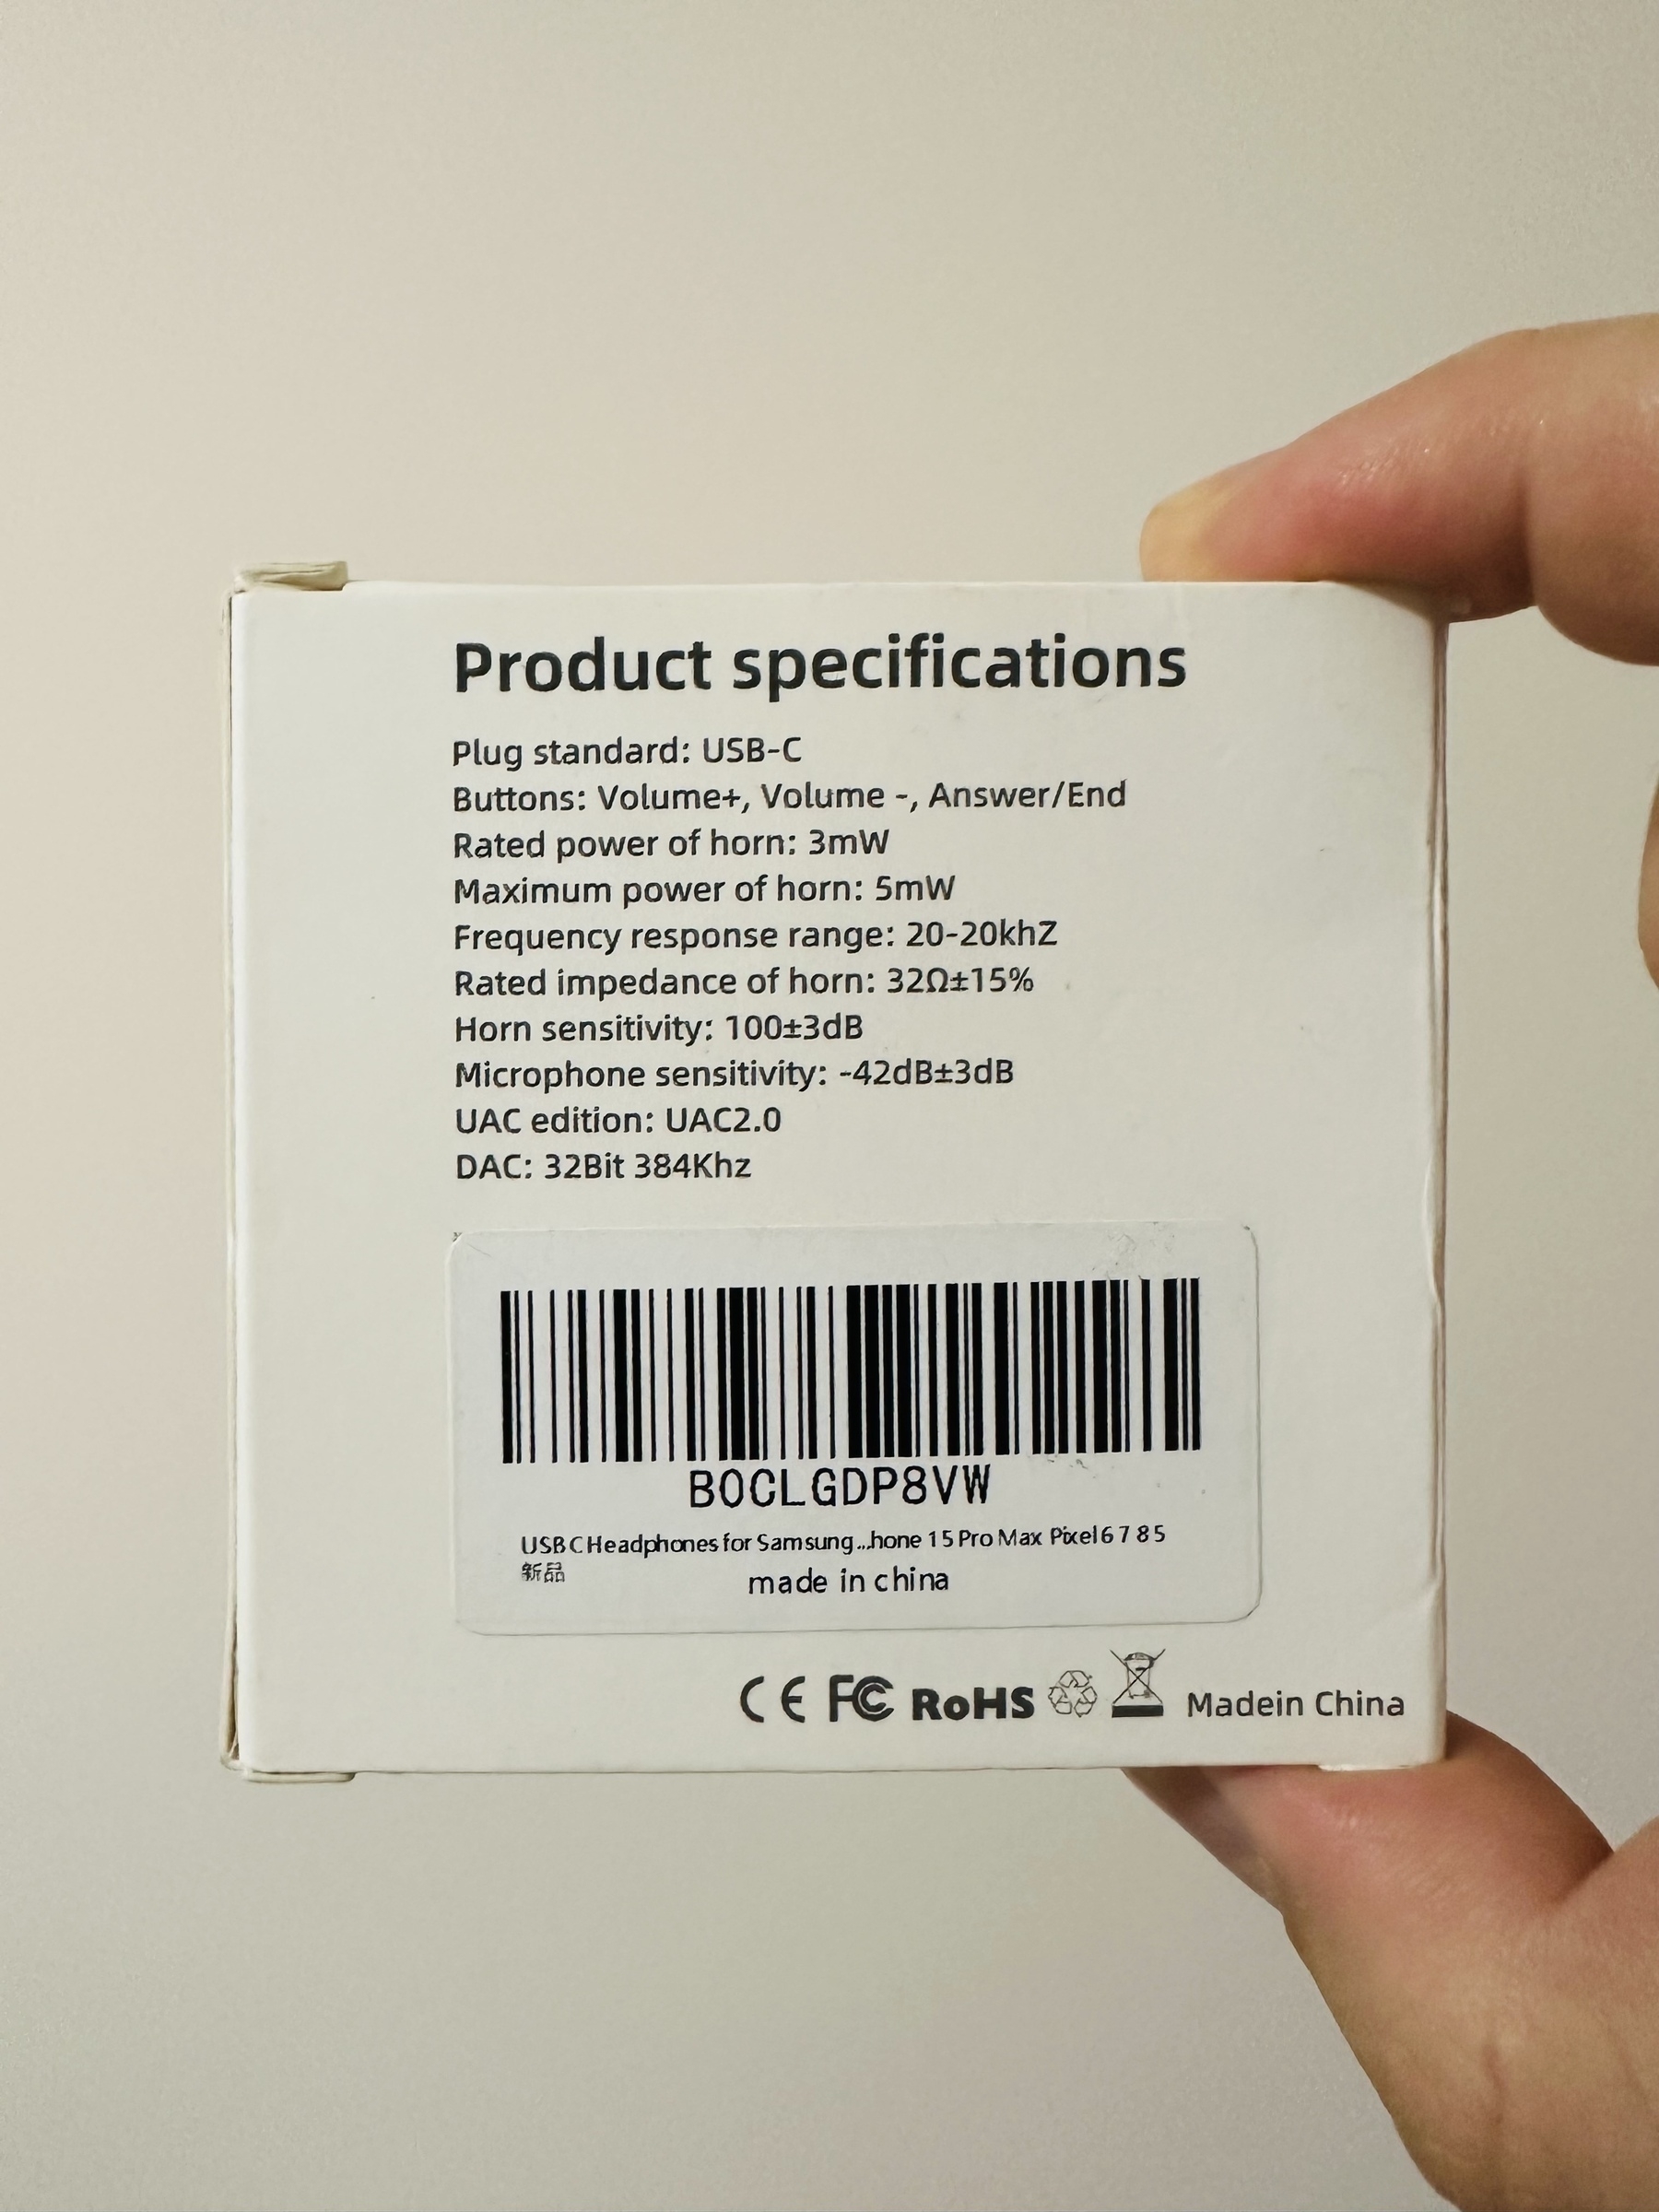 Product specifications
Plug standard: USB-C
Buttons: Volume+, Volume -, Answer/End
Rated power of horn: 3mW
Maximum power of horn: 5mW
Frequency response range: 20-20khZ
Rated impedance of horn: 32Ω±15%
Horn sensitivity: 100±3dB
Microphone sensitivity: -42dB±3dB
UAC edition: UAC2.0
DAC: 32Bit 384Khz
B0CLGDP8VW
USB C Headphones for Samsung...hone 15 Pro Max Pixel 6 7 8 5
新品
made in china
CE FC RoHS Madein China